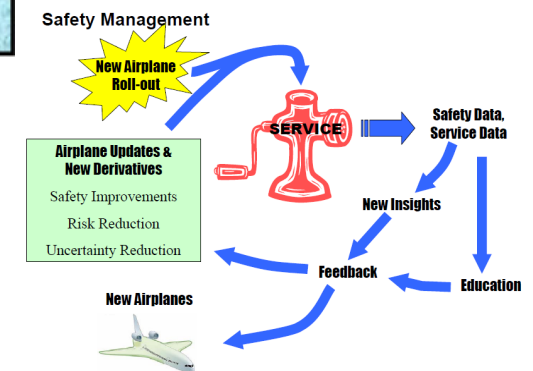 Safety Management
New Airplane
Roll-out
SERVICE
Safety Data,
Service Data
Airplane Updates &
New Derivatives
Safety Improvements
Risk Reduction
Uncertainty Reduction
New Insights
Feedback
Education
New Airplanes